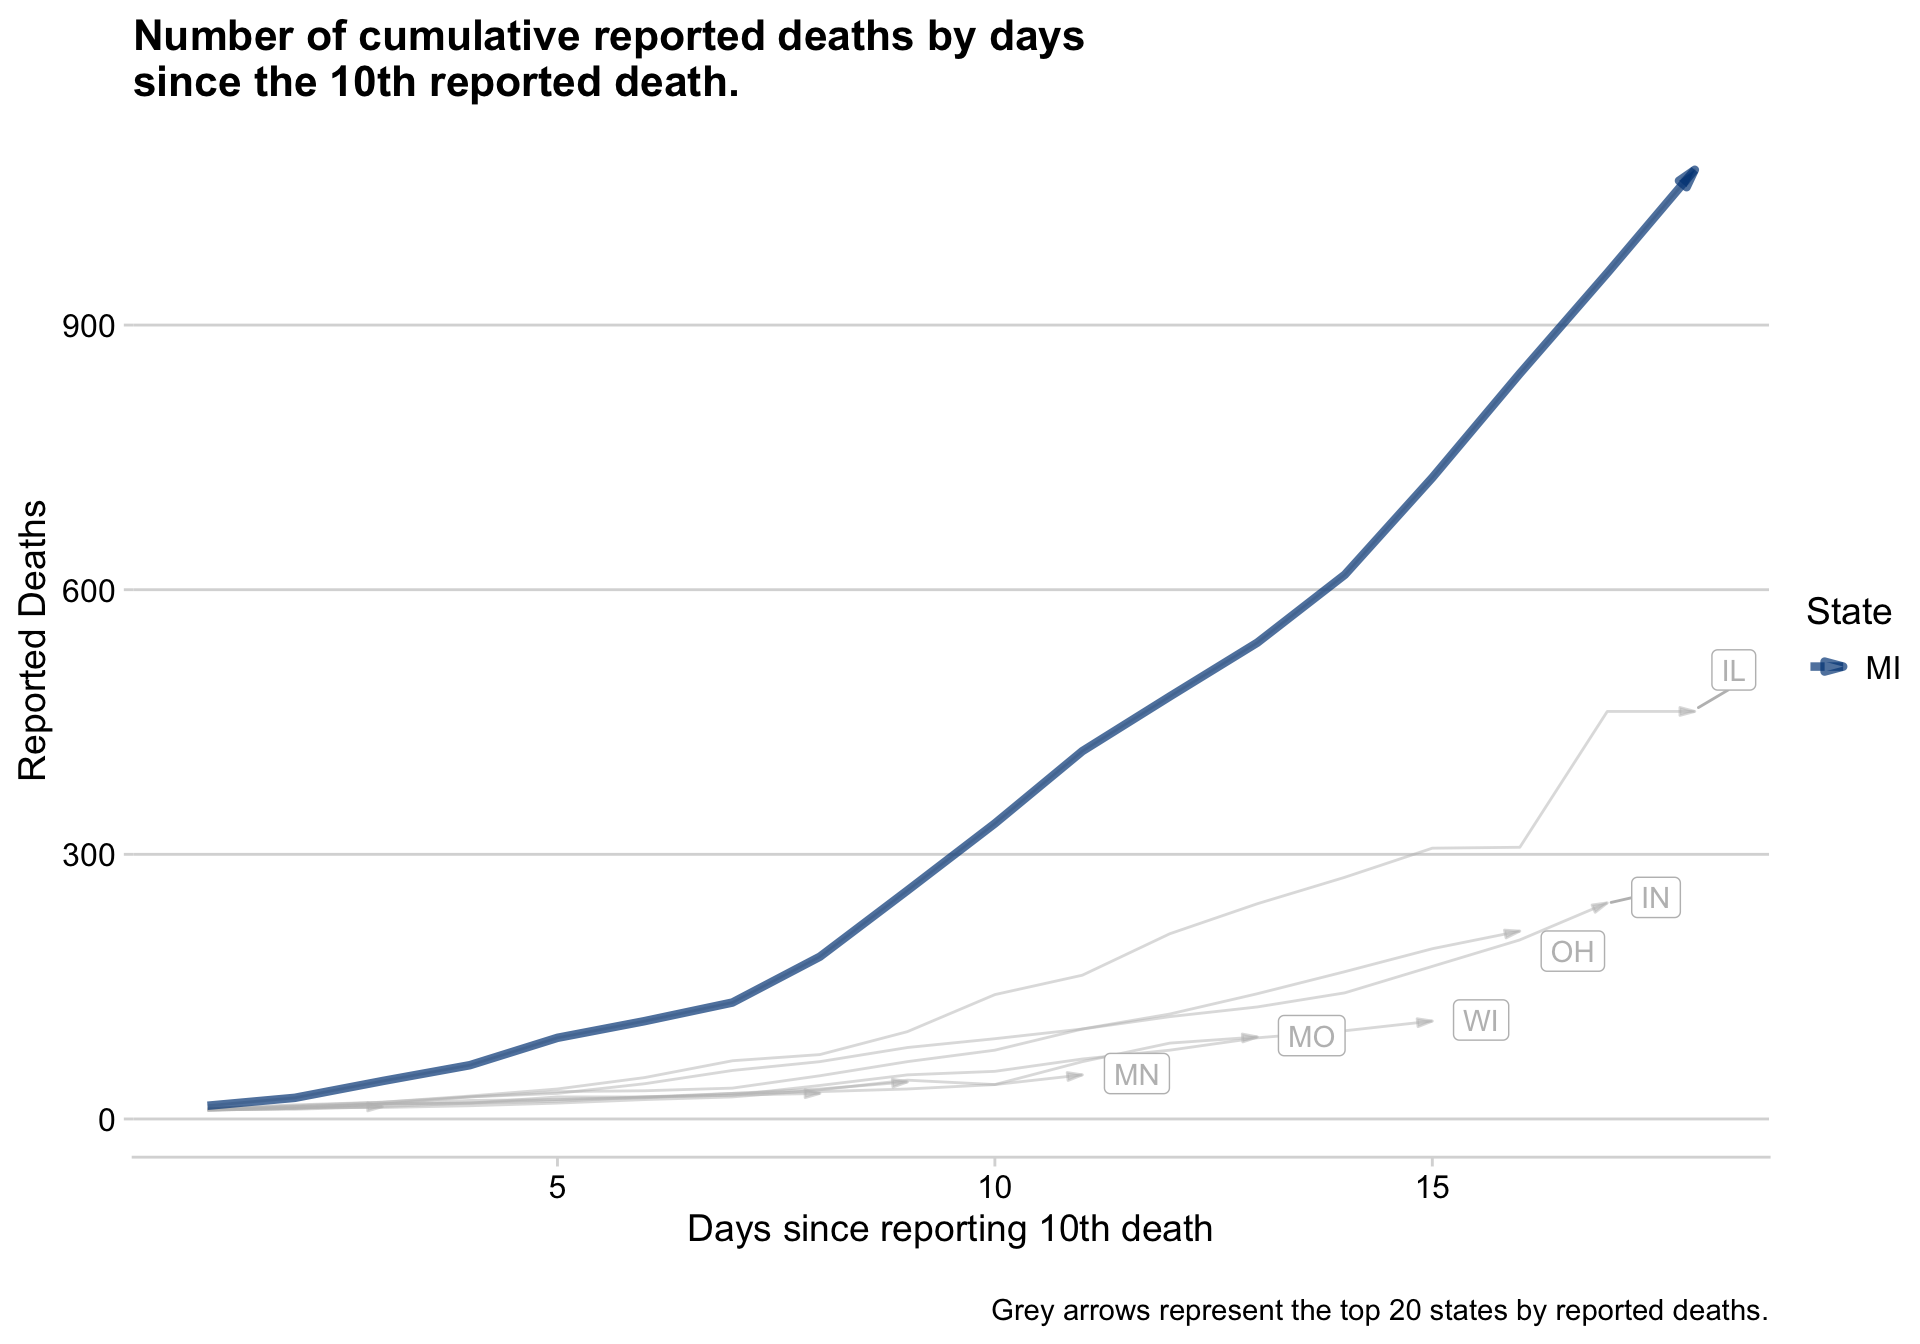 Number of cumulative reported deaths by days
since the 10th reported death.
900
600
300
0
Reported Deaths
IL
IN
OH
WI
MO
MN
State
MI
5
10
15
Days since reporting 10th death
Grey arrows represent the top 20 states by reported deaths.